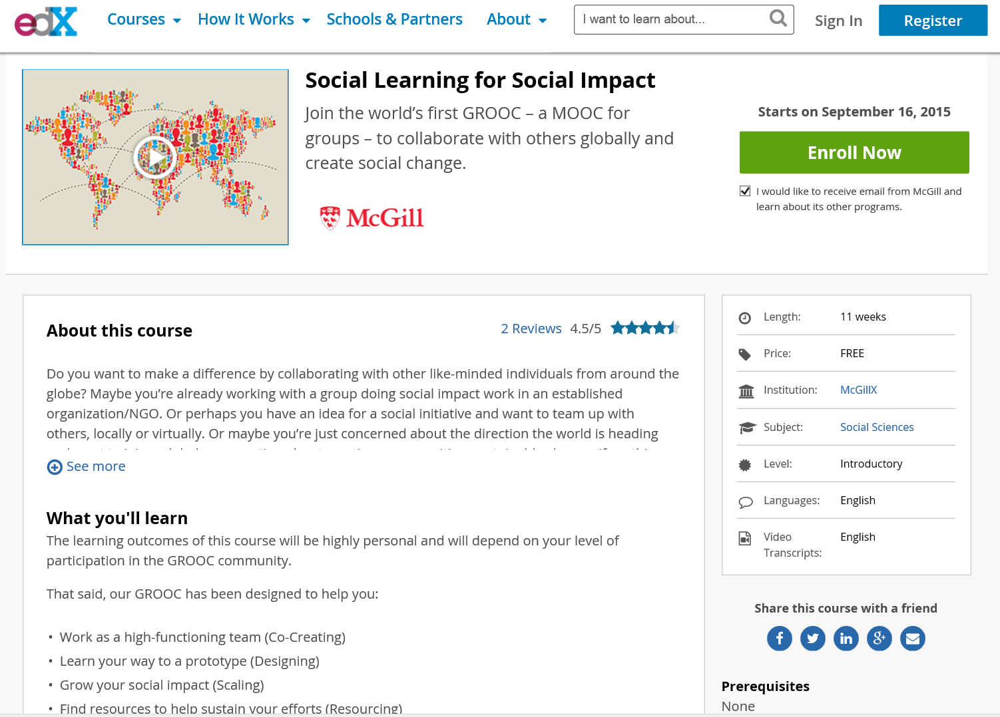 edX
Courses
How It Works
Schools & Partners
About
I want to learn about...
Sign In
Register
Social Learning for Social Impact
Join the world’s first GROOC – a MOOC for
groups – to collaborate with others globally and
create social change.
McGill
Starts on September 16, 2015
Enroll Now
I would like to receive email from McGill and
learn about its other programs.
About this course
2 Reviews 4.5/5
Do you want to make a difference by collaborating with other like-minded individuals from around the
globe? Maybe you’re already working with a group doing social impact work in an established
organization/NGO. Or perhaps you have an idea for a social initiative and want to team up with
others, locally or virtually. Or maybe you’re just concerned about the direction the world is heading
See more
What you'll learn
The learning outcomes of this course will be highly personal and will depend on your level of
participation in the GROOC community.
That said, our GROOC has been designed to help you:
• Work as a high-functioning team (Co-Creating)
• Learn your way to a prototype (Designing)
• Grow your social impact (Scaling)
• Find resources to help sustain your efforts (Resourcing)
Length: 11 weeks
Price: FREE
Institution: McGillX
Subject: Social Sciences
Level: Introductory
Languages: English
Video English
Transcripts:
Share this course with a friend
Prerequisites
None